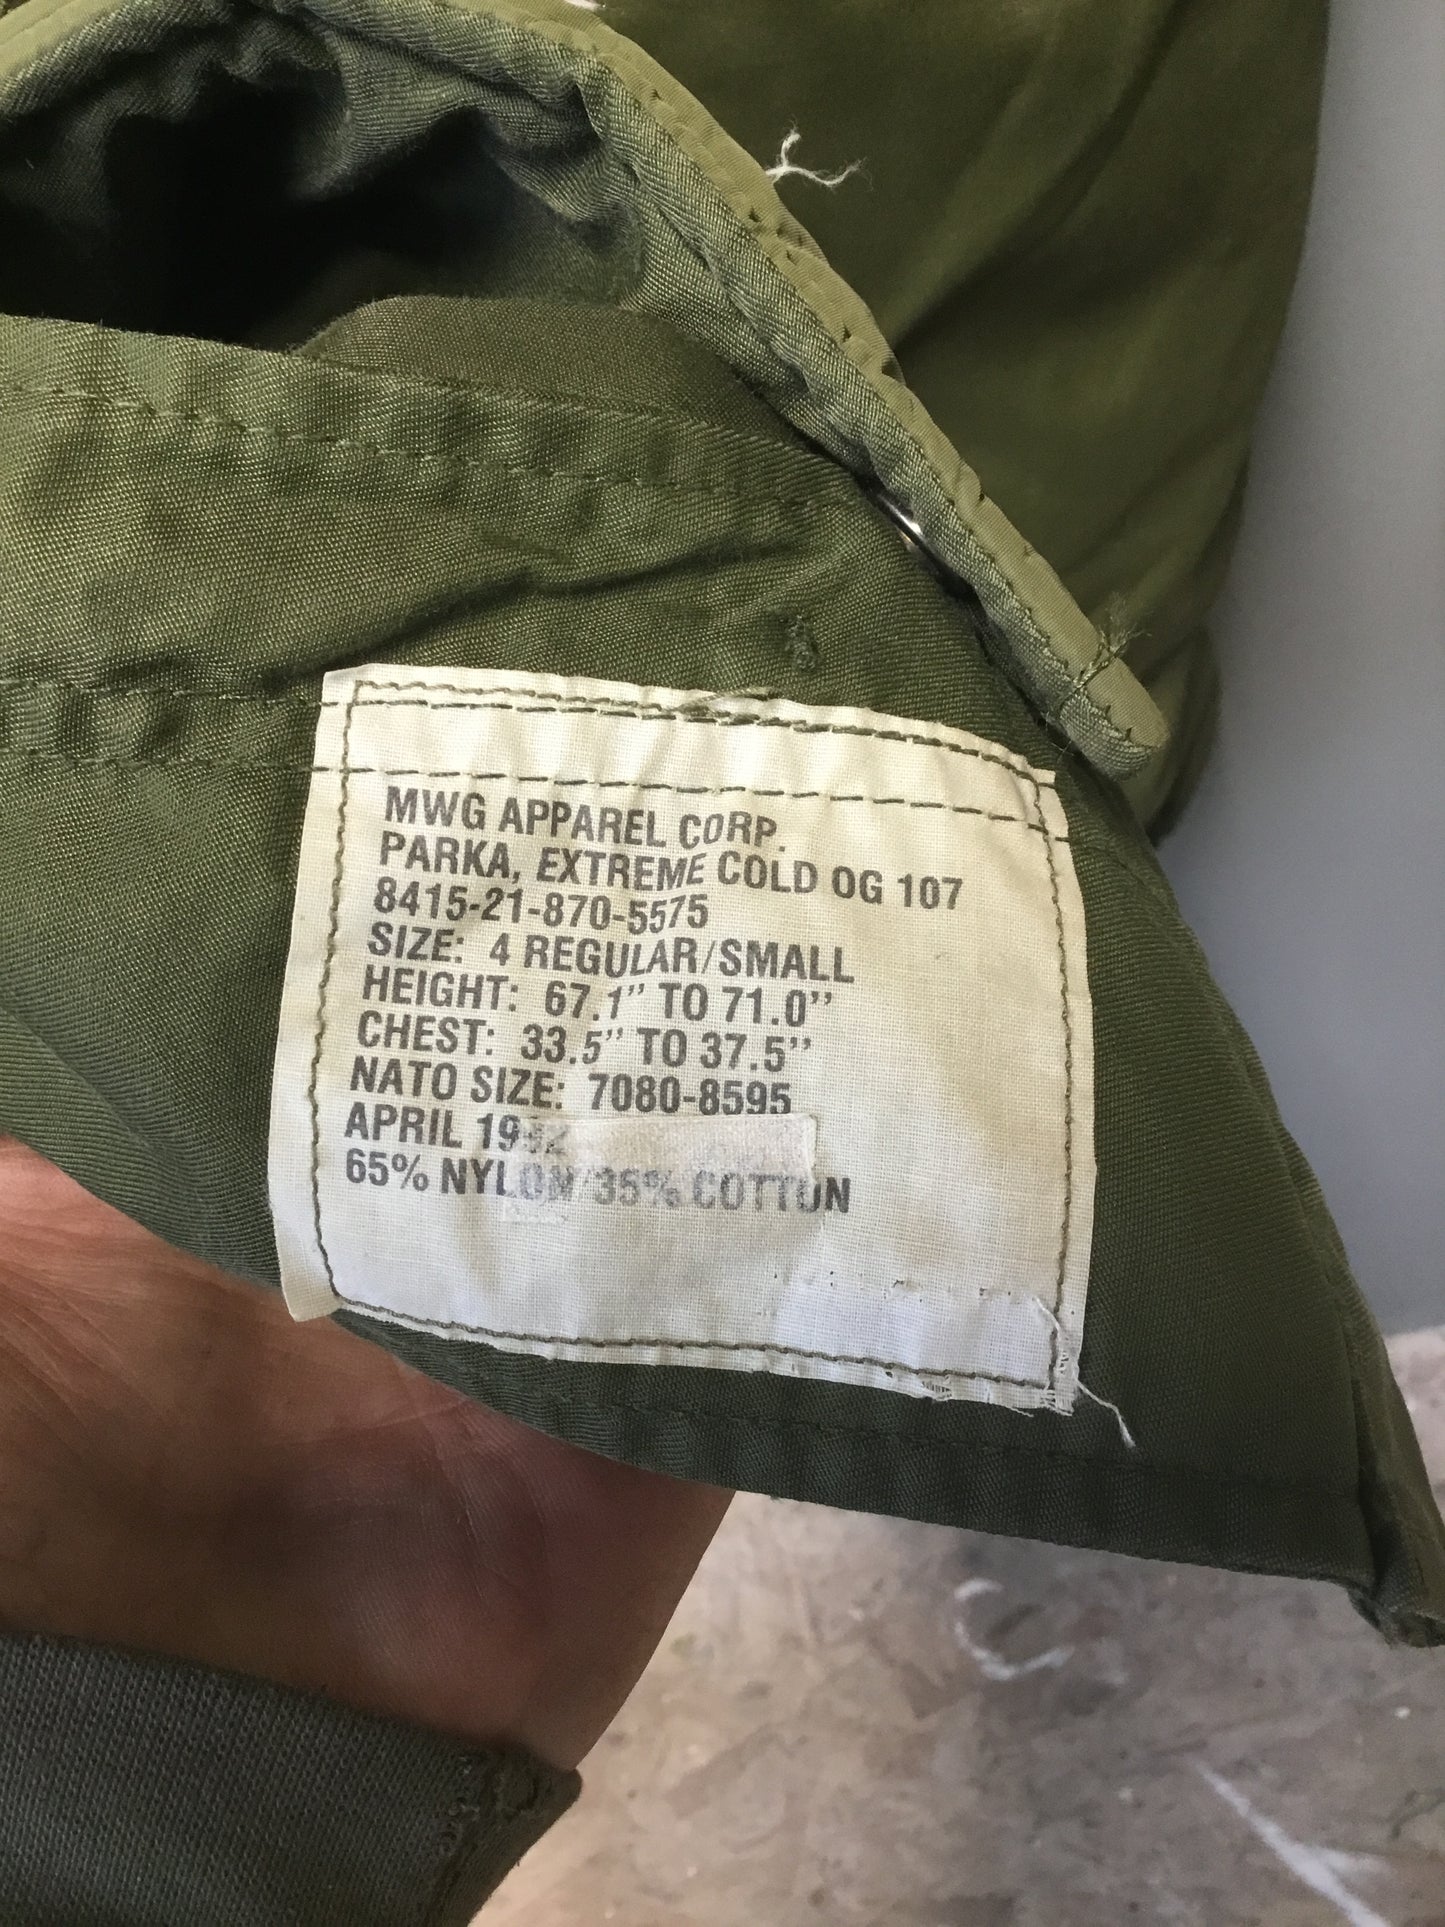 MWG APPAREL CORP.
PARKA, EXTREME COLD OG 107
8415-21-870-5575
SIZE: 4 REGULAR/SMALL
HEIGHT: 67.1" TO 71.0"
CHEST: 33.5" TO 37.5"
NATO SIZE: 7080-8595
APRIL
65% NYLON/35% COTTON